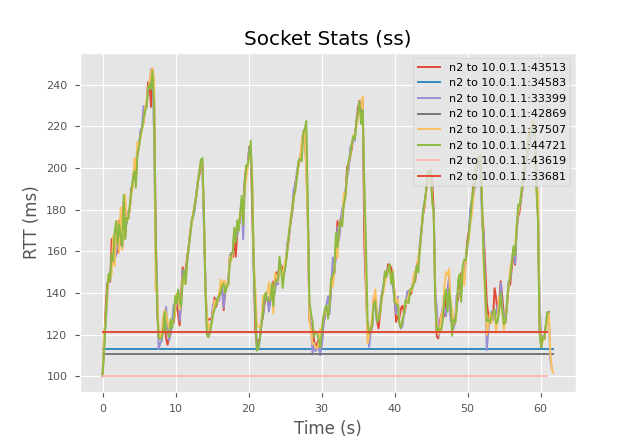 Socket Stats (ss)
n2 to 10.0.1.1:43513
n2 to 10.0.1.1:34583
n2 to 10.0.1.1:33399
n2 to 10.0.1.1:42869
n2 to 10.0.1.1:37507
n2 to 10.0.1.1:44721
n2 to 10.0.1.1:43619
n2 to 10.0.1.1:33681
RTT (ms)
240
220
200
180
160
140
120
100
0 10 20 30 40 50 60
Time (s)